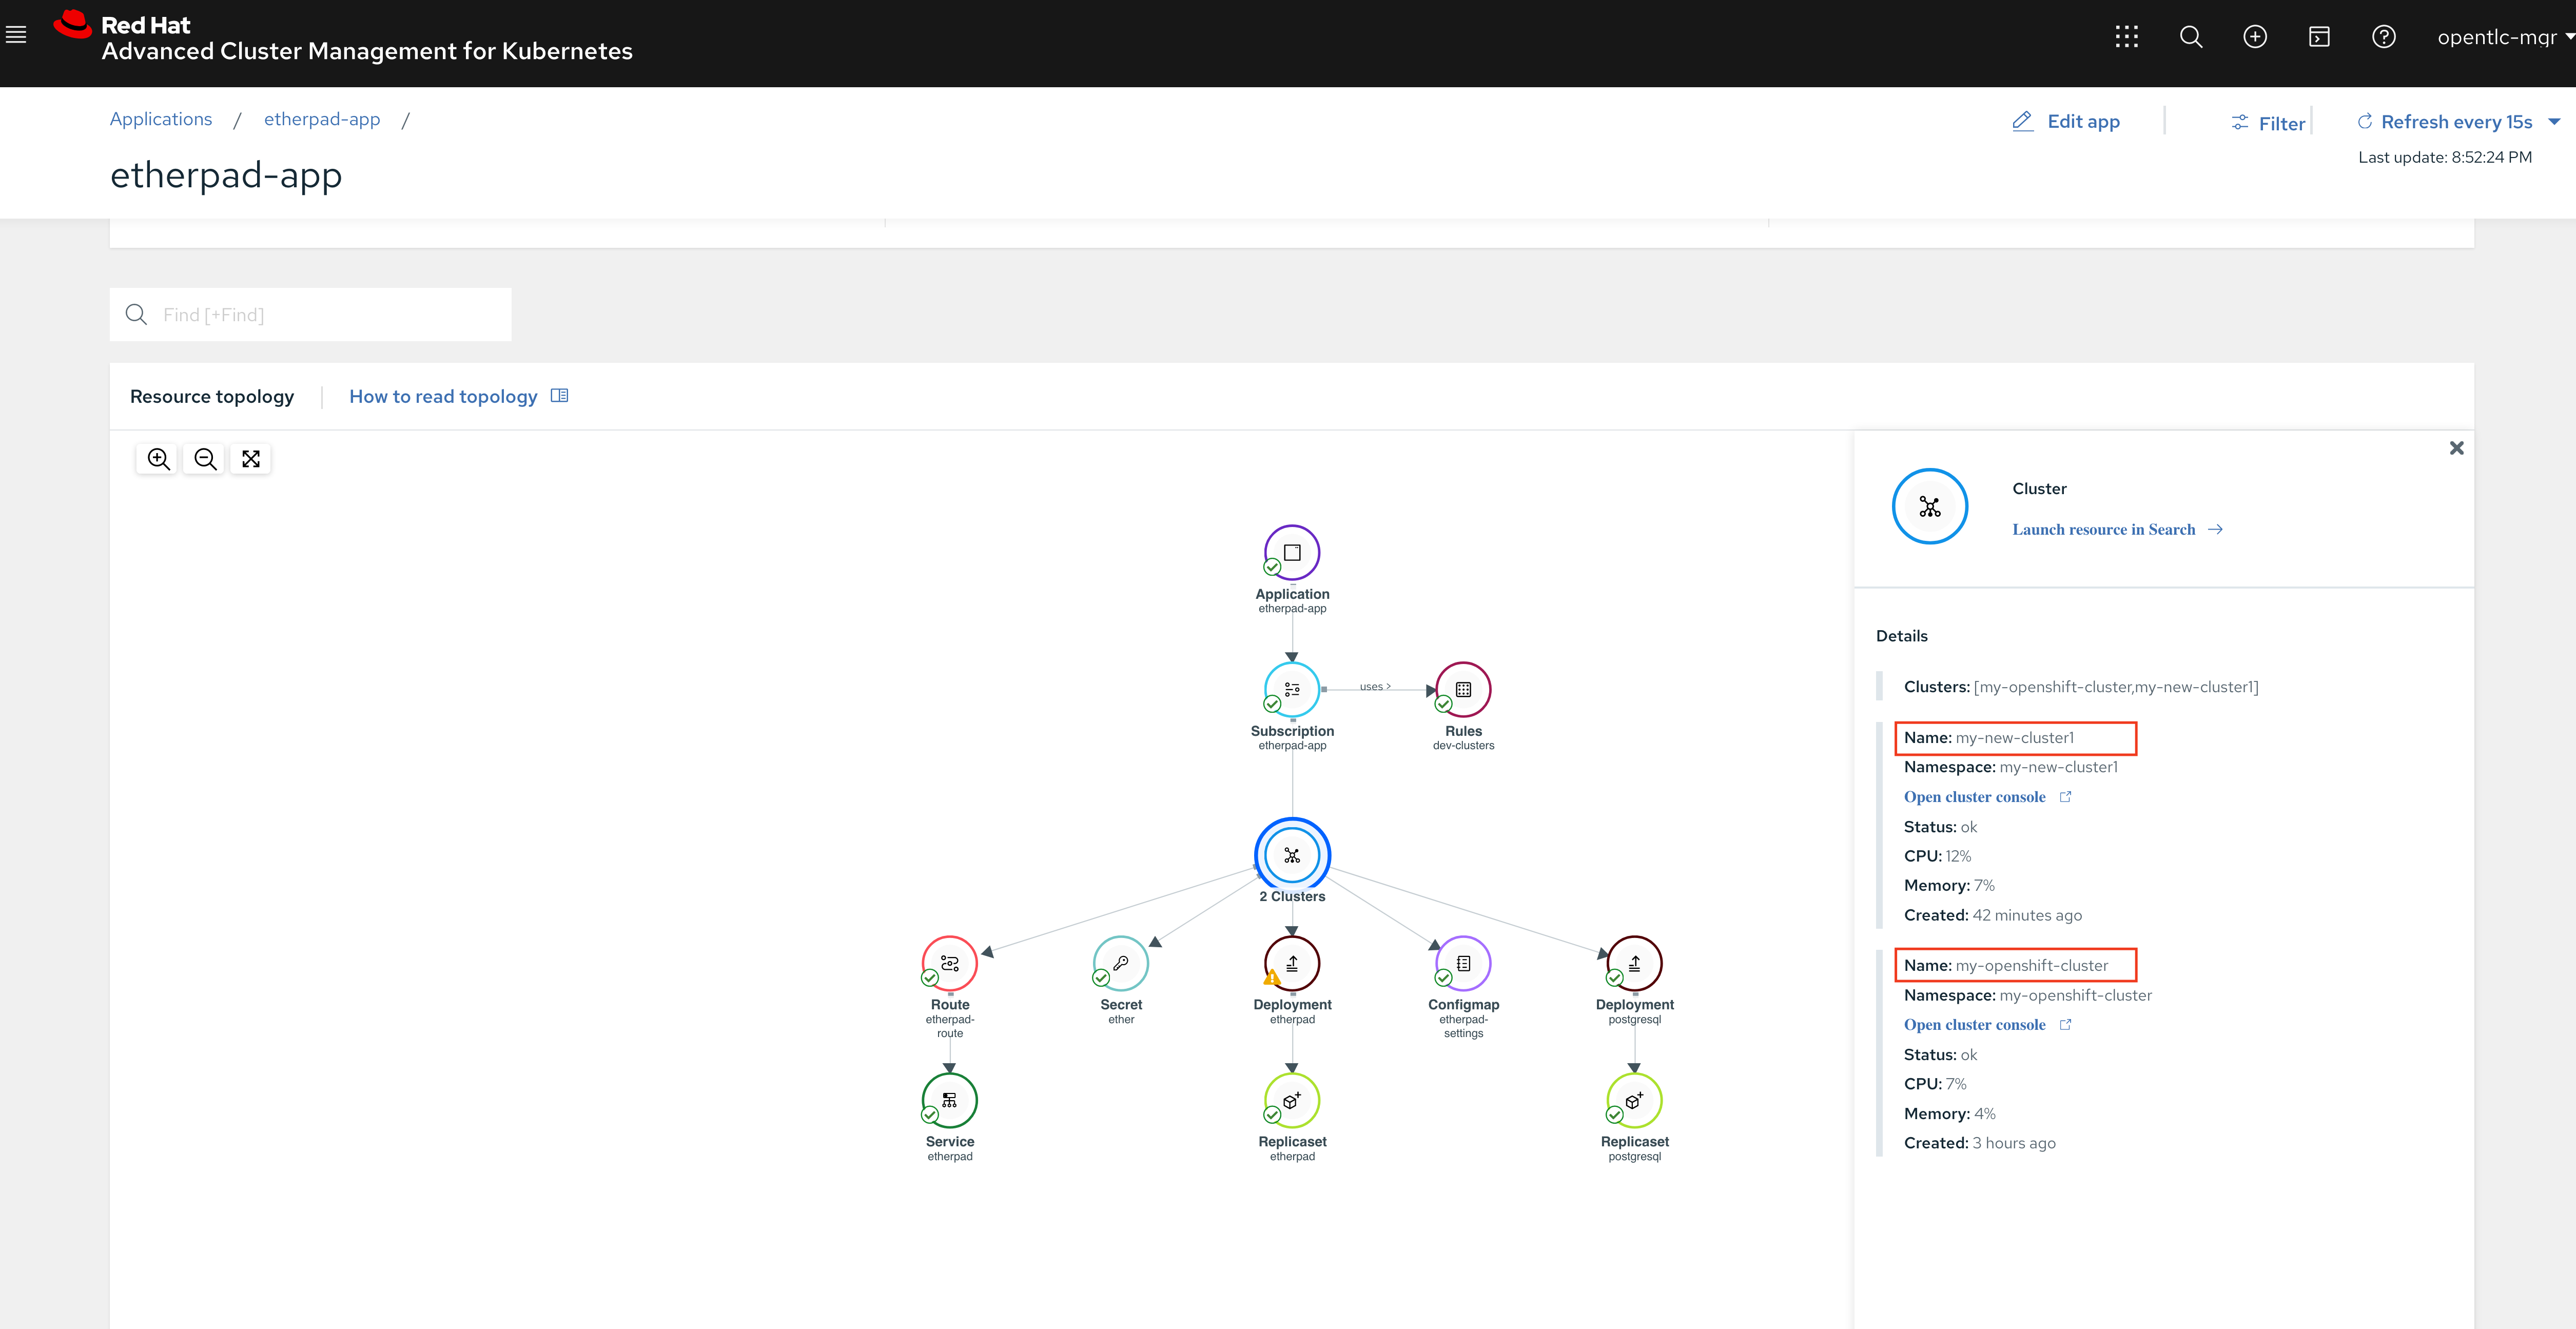 Red Hat
Advanced Cluster Management for Kubernetes
opentlc-mgr
Applications / etherpad-app /
Edit app
Filter
Refresh every 15s
Last update: 8:52:24 PM
etherpad-app
Find [+Find]
Resource topology
How to read topology
Application
etherpad-app
uses >
Subscription
etherpad-app
Rules
dev-clusters
2 Clusters
Route
etherpad-
route
Secret
ether
Deployment
etherpad
Configmap
etherpad-
settings
Deployment
postgresql
Service
etherpad
Replicaset
etherpad
Replicaset
postgresql
Cluster
Launch resource in Search
Details
Clusters: [my-openshift-cluster,my-new-cluster1]
Name: my-new-cluster1
Namespace: my-new-cluster1
Open cluster console
Status: ok
CPU: 12%
Memory: 7%
Created: 42 minutes ago
Name: my-openshift-cluster
Namespace: my-openshift-cluster
Open cluster console
Status: ok
CPU: 7%
Memory: 4%
Created: 3 hours ago